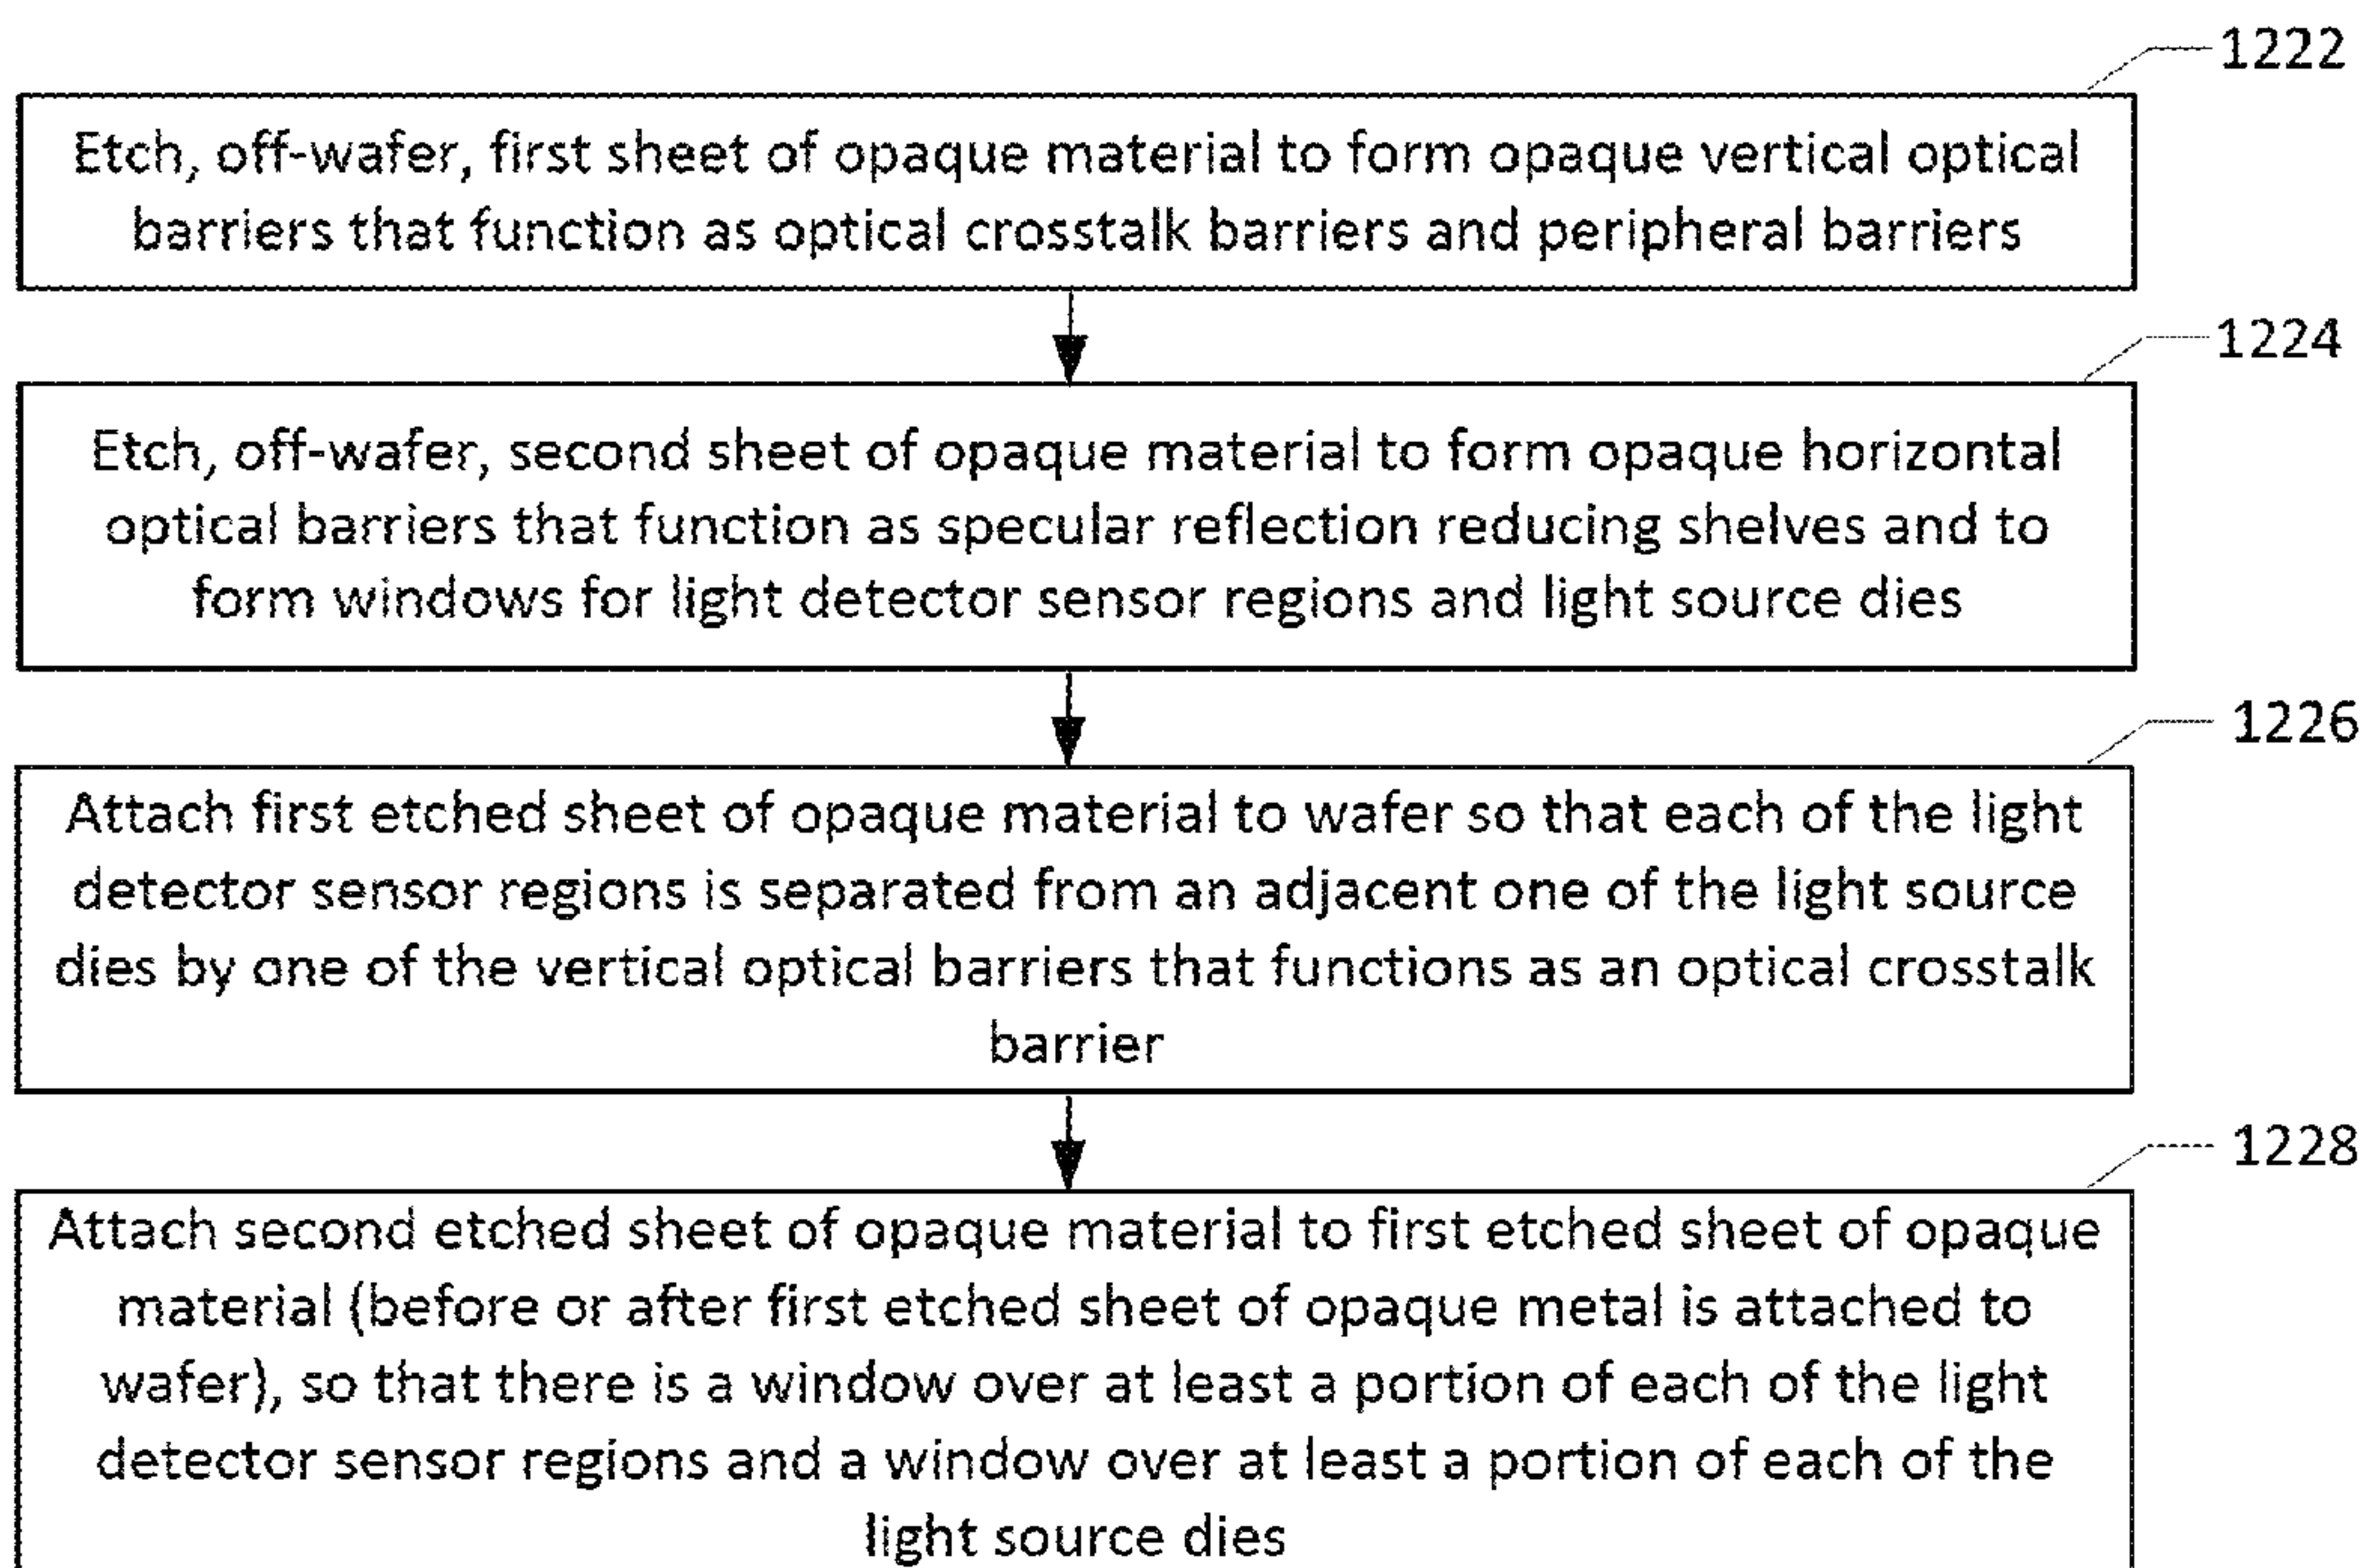 1222
Etch, off-wafer, first sheet of opaque material to form opaque vertical optical
barriers that function as optical crosstalk barriers and peripheral barriers
1224
Etch, off-wafer, second sheet of opaque material to form opaque horizontal
optical barriers that function as specular reflection reducing shelves and to
form windows for light detector sensor regions and light source dies
1226
Attach first etched sheet of opaque material to wafer so that each of the light
detector sensor regions is separated from an adjacent one of the light source
dies by one of the vertical optical barriers that functions as an optical crosstalk
barrier
1228
Attach second etched sheet of opaque material to first etched sheet of opaque
material (before or after first etched sheet of opaque metal is attached to
wafer), so that there is a window over at least a portion of each of the light
detector sensor regions and a window over at least a portion of each of the
light source dies